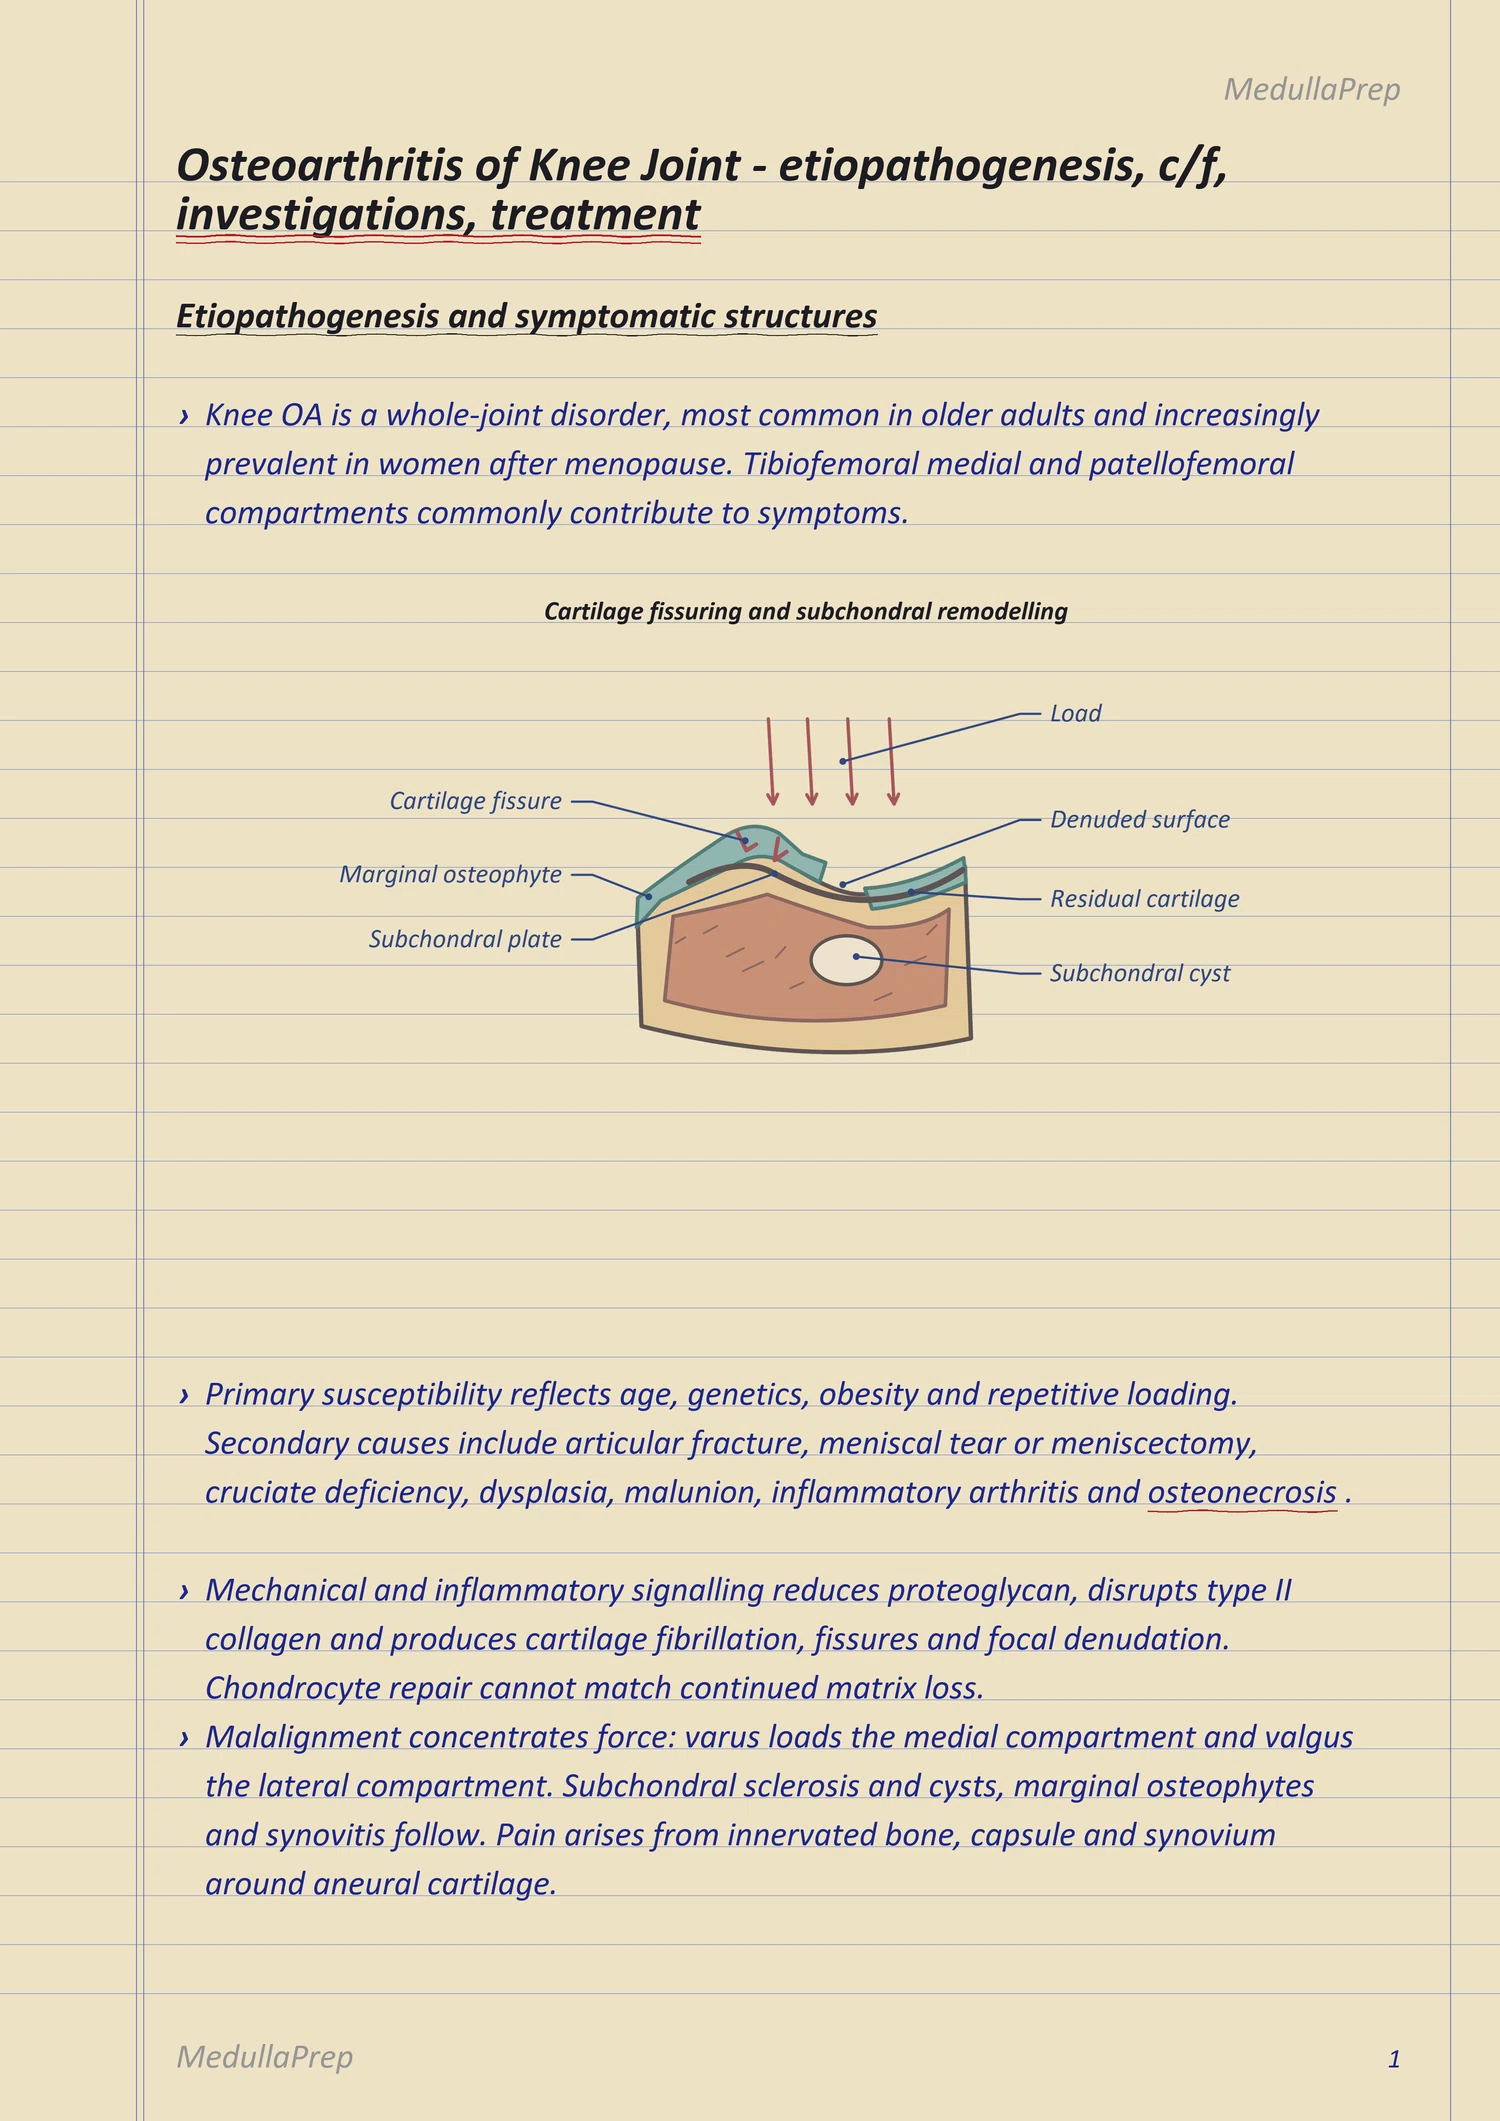 MedullaPrep
Osteoarthritis of Knee Joint - etiopathogenesis, c/f,
investigations, treatment
Etiopathogenesis and symptomatic structures
› Knee OA is a whole-joint disorder, most common in older adults and increasingly
prevalent in women after menopause. Tibiofemoral medial and patellofemoral
compartments commonly contribute to symptoms.
Cartilage fissuring and subchondral remodelling
Load
Cartilage fissure
Denuded surface
Marginal osteophyte
Residual cartilage
Subchondral plate
Subchondral cyst
› Primary susceptibility reflects age, genetics, obesity and repetitive loading.
Secondary causes include articular fracture, meniscal tear or meniscectomy,
cruciate deficiency, dysplasia, malunion, inflammatory arthritis and osteonecrosis .
› Mechanical and inflammatory signalling reduces proteoglycan, disrupts type II
collagen and produces cartilage fibrillation, fissures and focal denudation.
Chondrocyte repair cannot match continued matrix loss.
› Malalignment concentrates force: varus loads the medial compartment and valgus
the lateral compartment. Subchondral sclerosis and cysts, marginal osteophytes
and synovitis follow. Pain arises from innervated bone, capsule and synovium
around aneural cartilage.
MedullaPrep
1